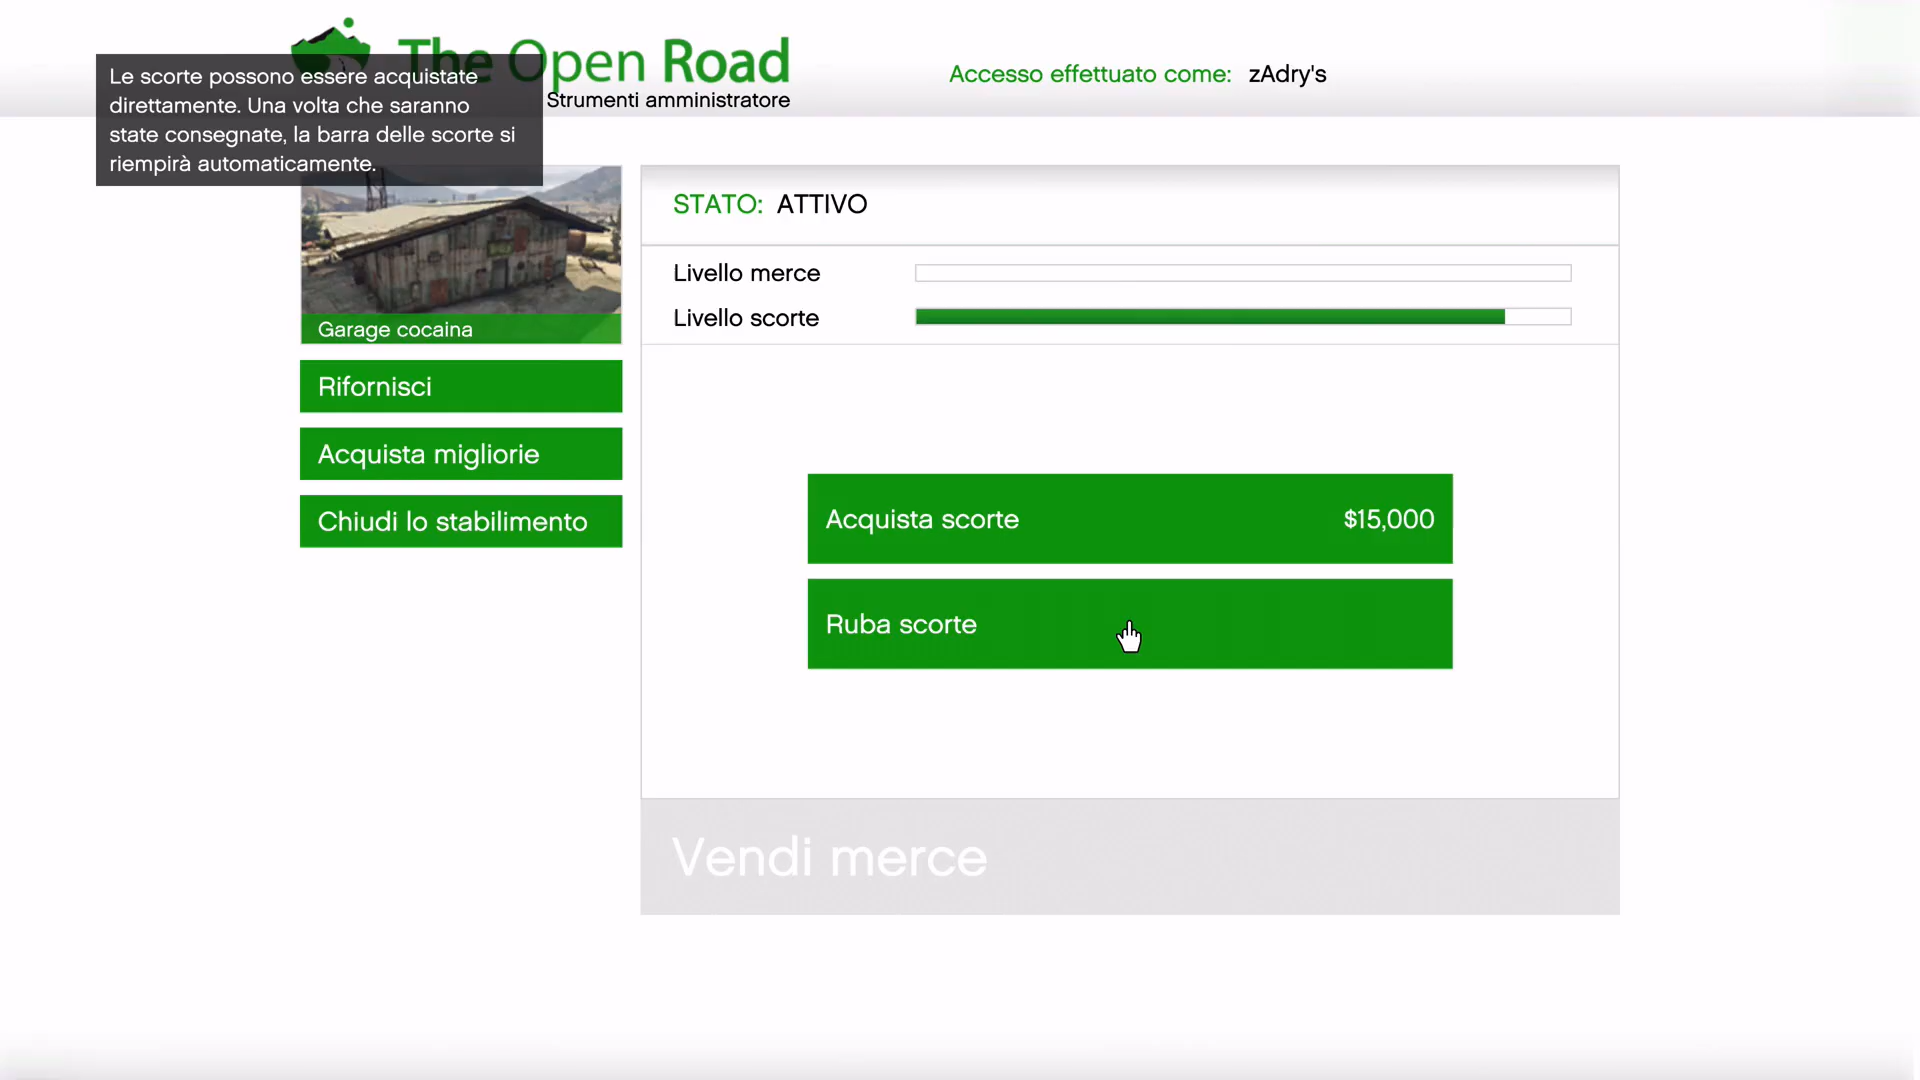 The Open Road
Strumenti amministratore
Accesso effettuato come: zAdry's
Le scorte possono essere acquistate
direttamente. Una volta che saranno
state consegnate, la barra delle scorte si
riempirà automaticamente.
Garage cocaina
Rifornisci
Acquista migliorie
Chiudi lo stabilimento
STATO: ATTIVO
Livello merce
Livello scorte
Acquista scorte $15,000
Ruba scorte
Vendi merce